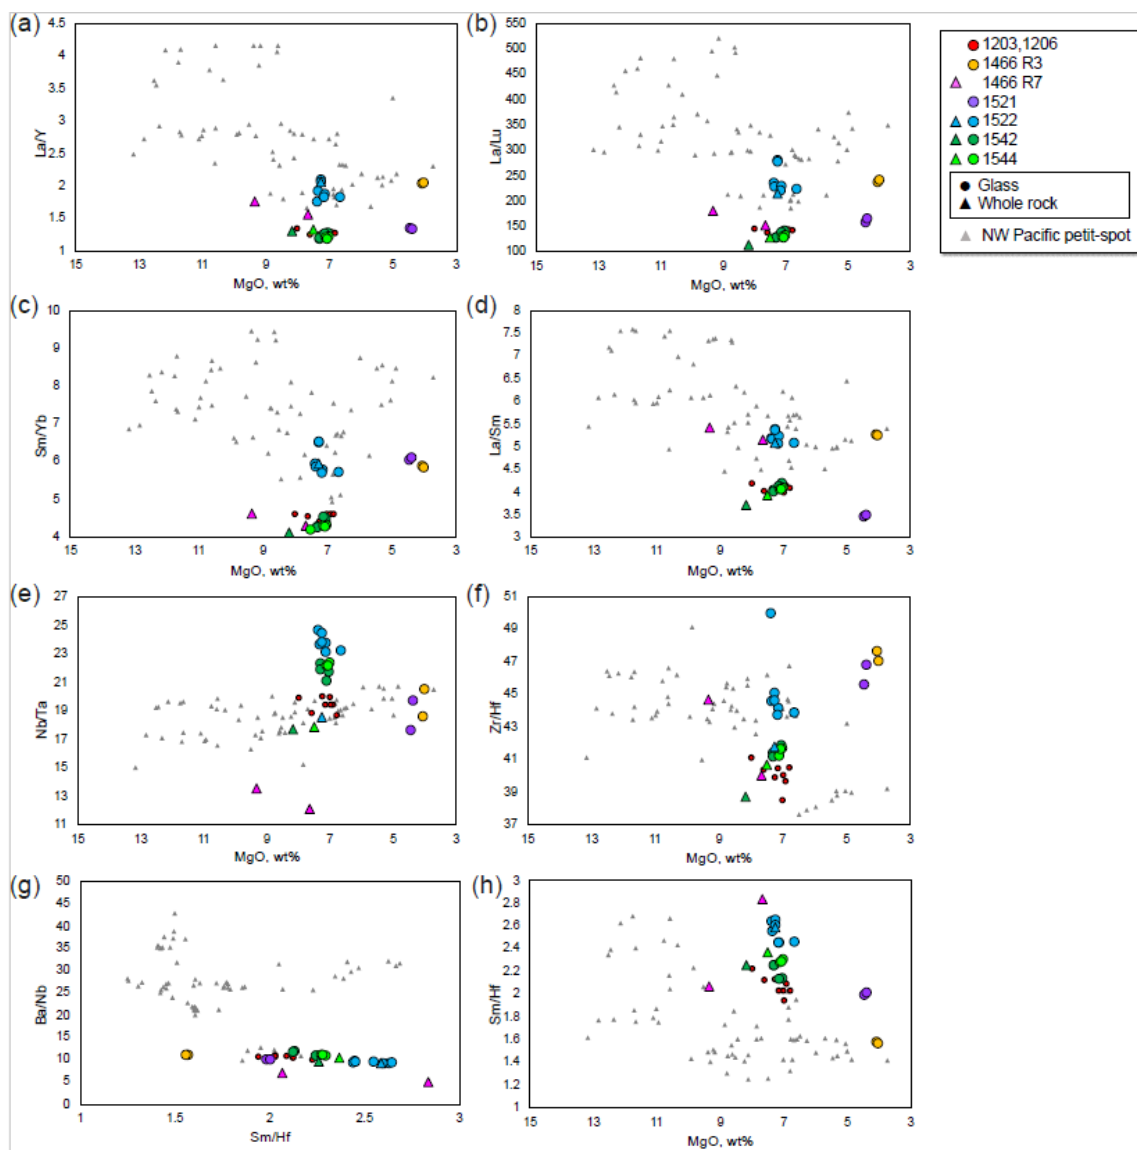 (a)
4.5
4
3.5
3
2.5
2
1.5
1
La/Y
15 13 11 9 7 5 3
MgO, wt%
(b)
550
500
450
400
350
300
250
200
150
100
La/Lu
15 13 11 9 7 5 3
MgO, wt%
1203,1206
1466 R3
1466 R7
1521
1522
1542
1544
Glass
Whole rock
NW Pacific petit-spot
(c)
10
9
8
7
6
5
4
Sm/Yb
15 13 11 9 7 5 3
MgO, wt%
(d)
8
7.5
7
6.5
6
5.5
5
4.5
4
3.5
3
La/Sm
15 13 11 9 7 5 3
MgO, wt%
(e)
27
25
23
21
19
17
15
13
11
Nb/Ta
15 13 11 9 7 5 3
MgO, wt%
(f)
51
49
47
45
43
41
39
37
Zr/Hf
15 13 11 9 7 5 3
MgO, wt%
(g)
50
45
40
35
30
25
20
15
10
5
0
Ba/Nb
1 1.5 2 2.5 3
Sm/Hf
(h)
3
2.8
2.6
2.4
2.2
2
1.8
1.6
1.4
1.2
1
Sm/Hf
15 13 11 9 7 5 3
MgO, wt%